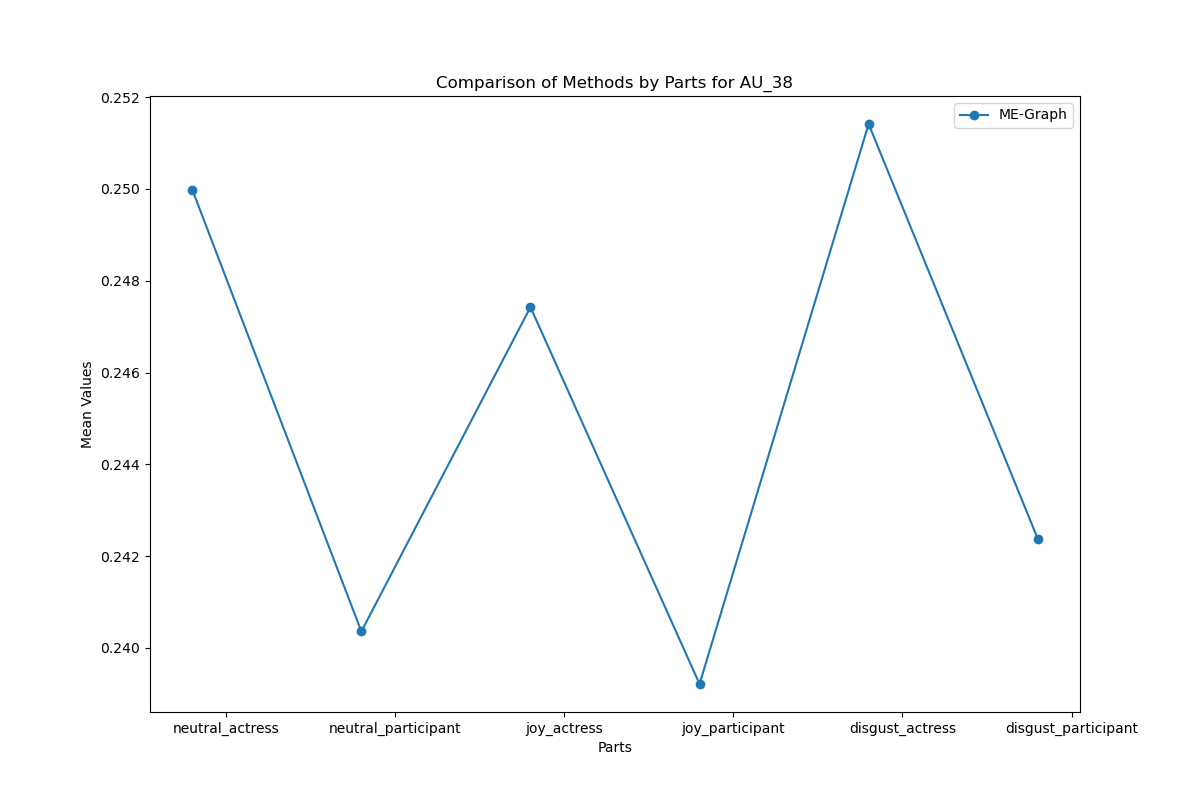 Comparison of Methods by Parts for AU_38
ME-Graph
0.252
0.250
0.248
0.246
0.244
0.242
0.240
Mean Values
neutral_actress neutral_participant joy_actress joy_participant disgust_actress disgust_participant
Parts